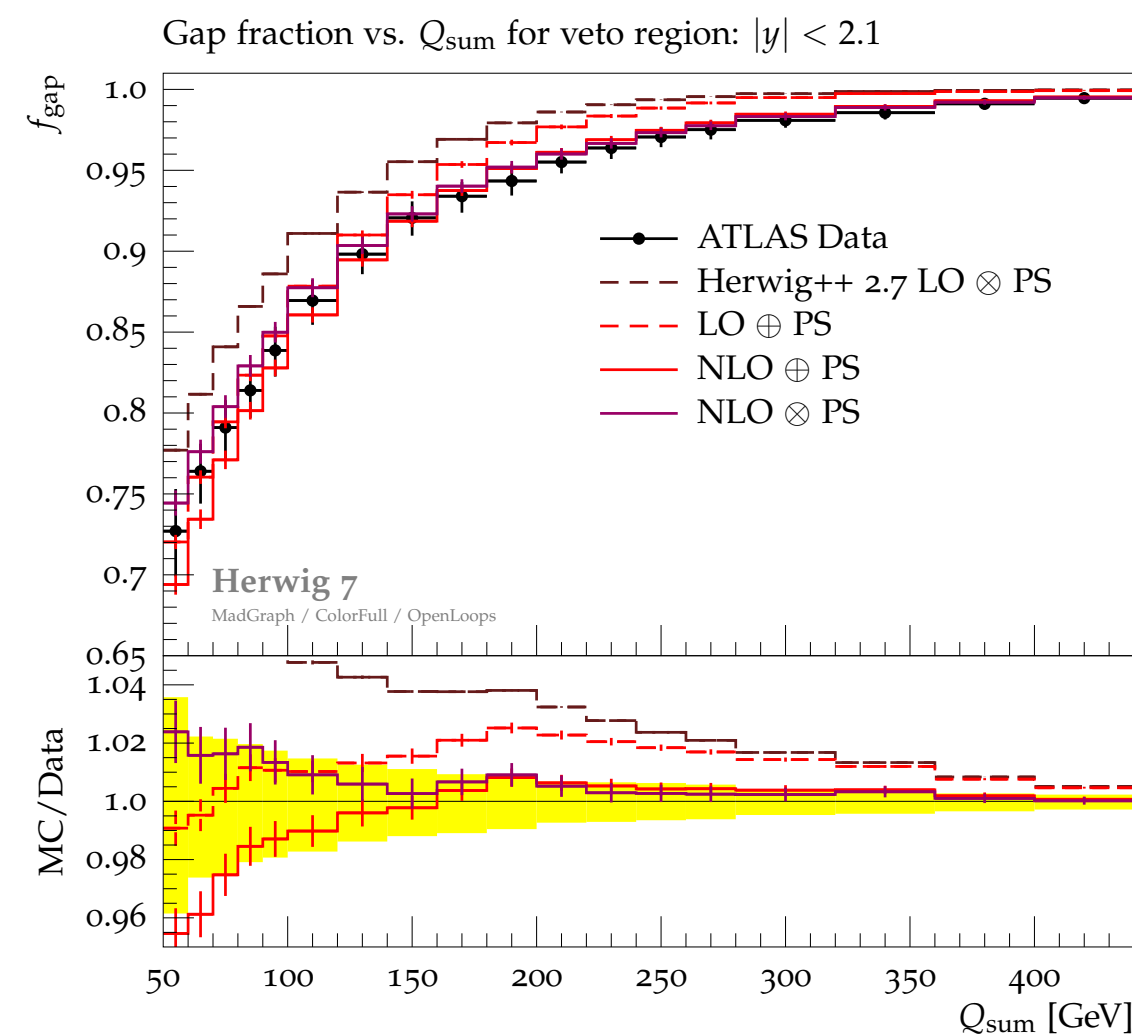 Gap fraction vs. Qsum for veto region: |y| < 2.1
fgap
1.0
0.95
0.9
0.85
0.8
0.75
0.7
0.65
ATLAS Data
Herwig++ 2.7 LO ⊗ PS
LO ⊕ PS
NLO ⊕ PS
NLO ⊗ PS
Herwig 7
MadGraph / ColorFull / OpenLoops
MC/Data
1.04
1.02
1.0
0.98
0.96
50 100 150 200 250 300 350 400
Qsum [GeV]